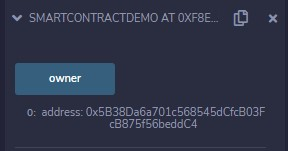 SMARTCONTRACTDEMO AT 0XF8E...
owner
0: address: 0x5B38Da6a701c568545dCfcB03F
cB875f56beddC4